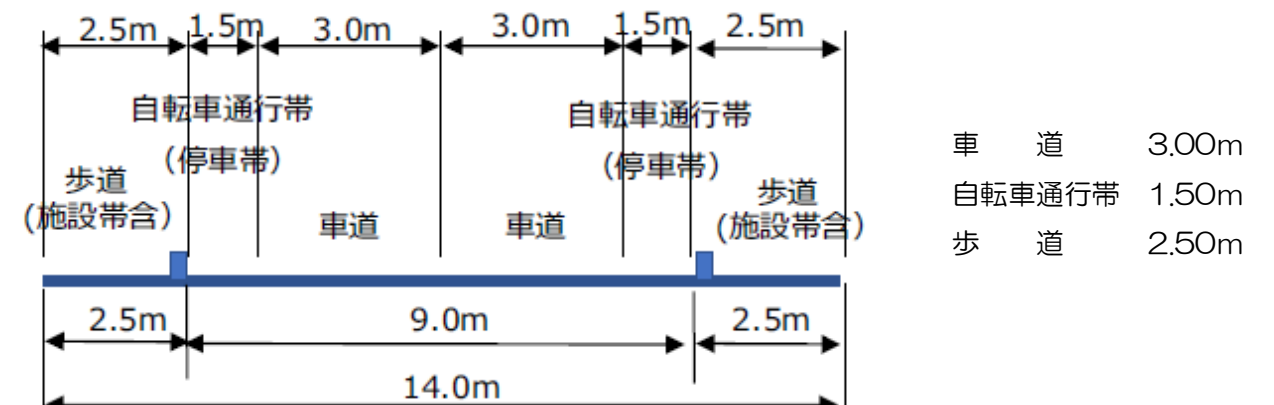 2.5m 1.5m 3.0m 3.0m 1.5m 2.5m
自転車通行帯
(停車帯)
自転車通行帯
(停車帯)
歩道
(施設帯含)
車道
車道
歩道
(施設帯含)
2.5m 9.0m 2.5m
14.0m
車 道 3.00m
自転車通行帯 1.50m
歩 道 2.50m